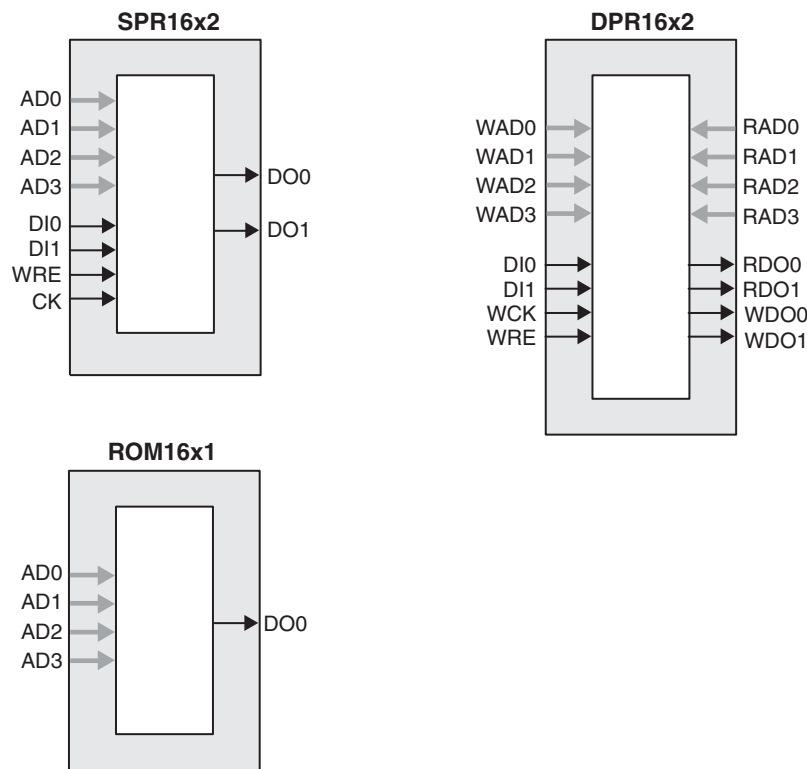 SPR16x2
AD0
AD1
AD2
AD3
DI0
DI1
WRE
CK
DO0
DO1
DPR16x2
WAD0
WAD1
WAD2
WAD3
DI0
DI1
WCK
WRE
RAD0
RAD1
RAD2
RAD3
RDO0
RDO1
WDO0
WDO1
ROM16x1
AD0
AD1
AD2
AD3
DO0